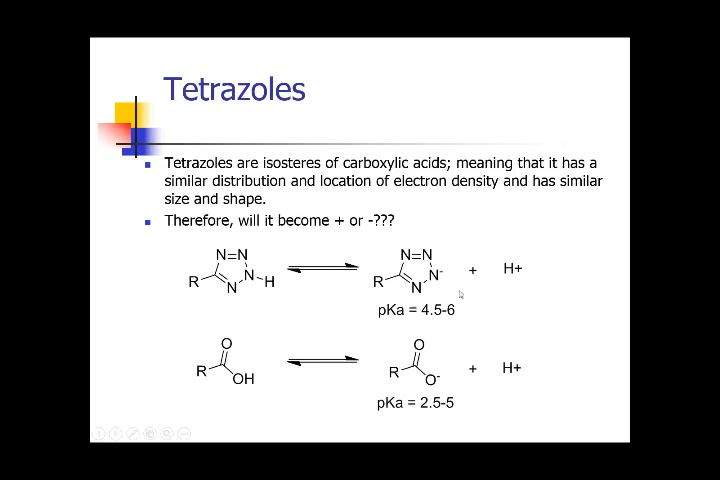 Tetrazoles
Tetrazoles are isosteres of carboxylic acids; meaning that it has a
similar distribution and location of electron density and has similar
size and shape.
Therefore, will it become + or -???
N=N N=N
N N- + H+
R N H R N
pKa = 4.5-6
O O
R R
OH O- + H+
pKa = 2.5-5